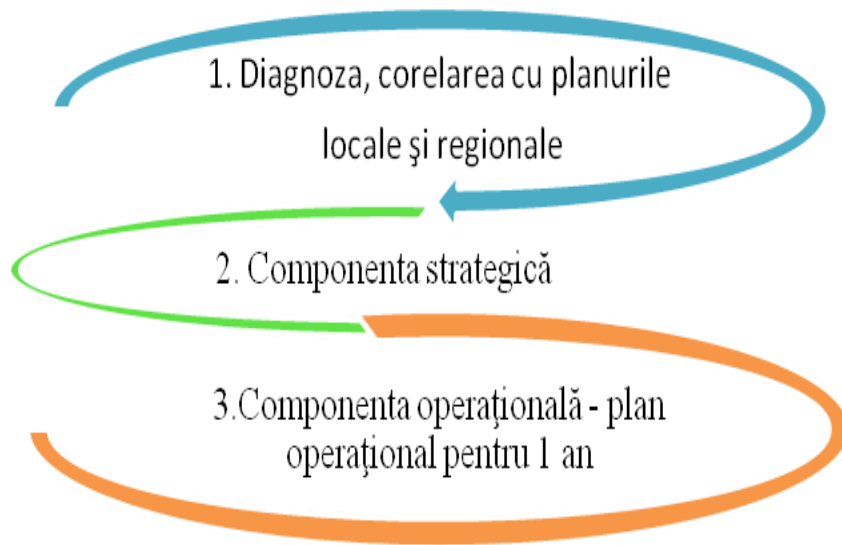 1. Diagnoza, corelarea cu planurile
locale şi regionale
2. Componenta strategică
3.Componenta operaţională - plan
operaţional pentru 1 an